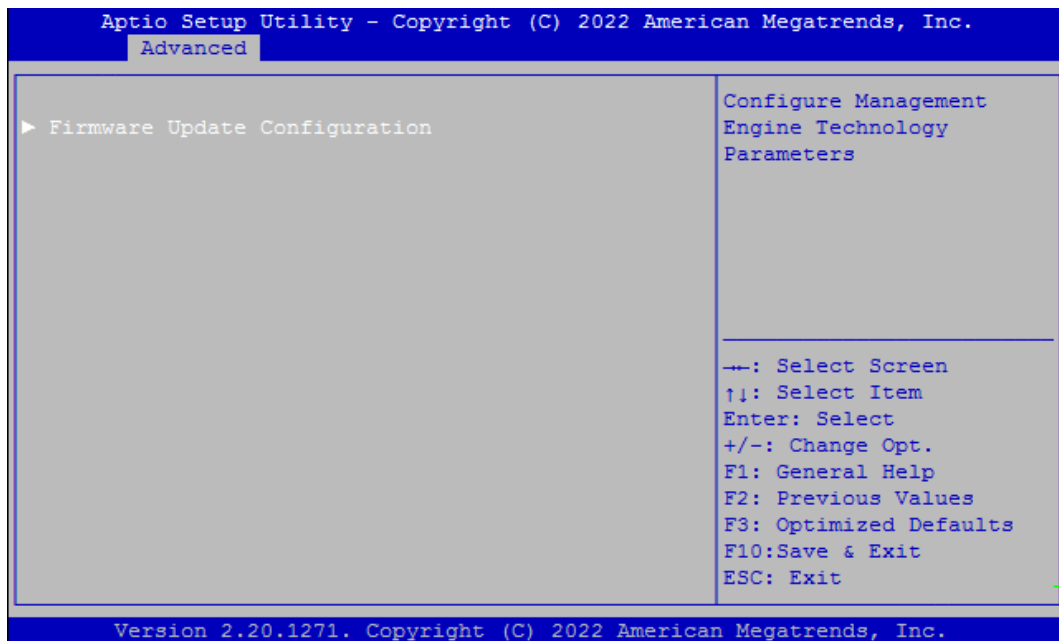 Aptio Setup Utility - Copyright (C) 2022 American Megatrends, Inc.
Advanced
► Firmware Update Configuration
Configure Management
Engine Technology
Parameters
→←: Select Screen
↑↓: Select Item
Enter: Select
+/-: Change Opt.
F1: General Help
F2: Previous Values
F3: Optimized Defaults
F10:Save & Exit
ESC: Exit
Version 2.20.1271. Copyright (C) 2022 American Megatrends, Inc.